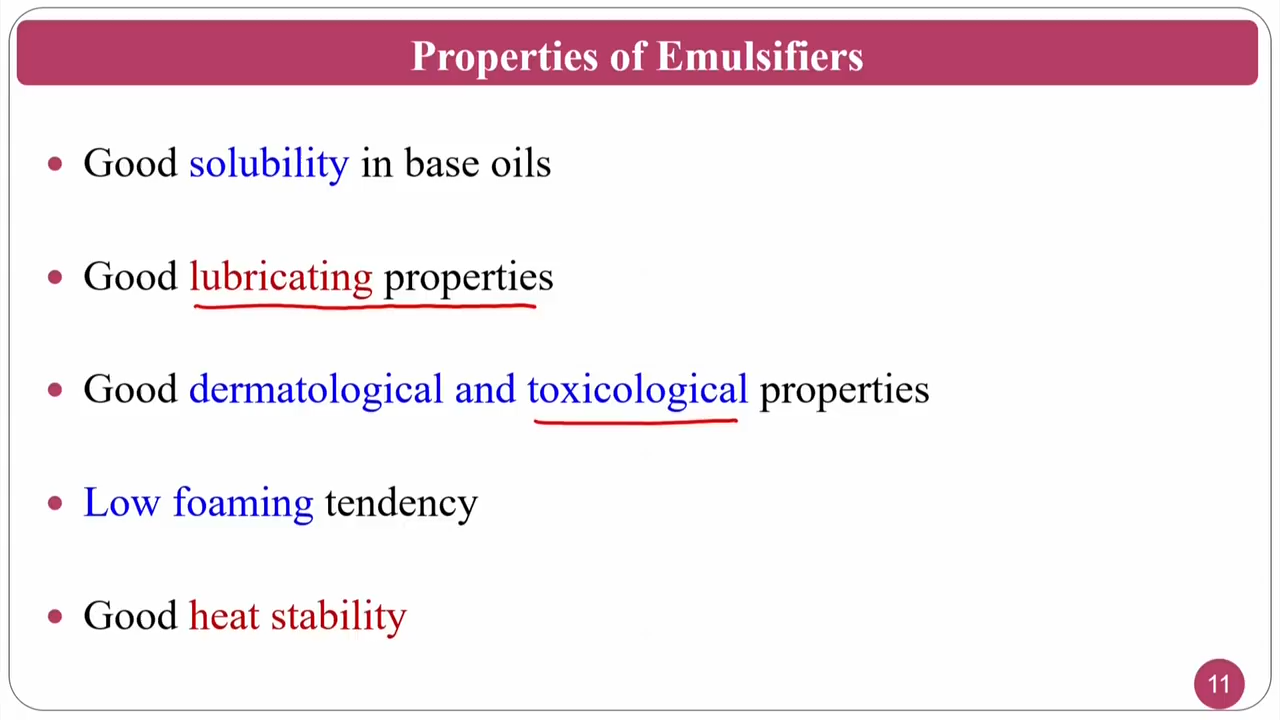 Properties of Emulsifiers
• Good solubility in base oils
• Good lubricating properties
• Good dermatological and toxicological properties
• Low foaming tendency
• Good heat stability
11